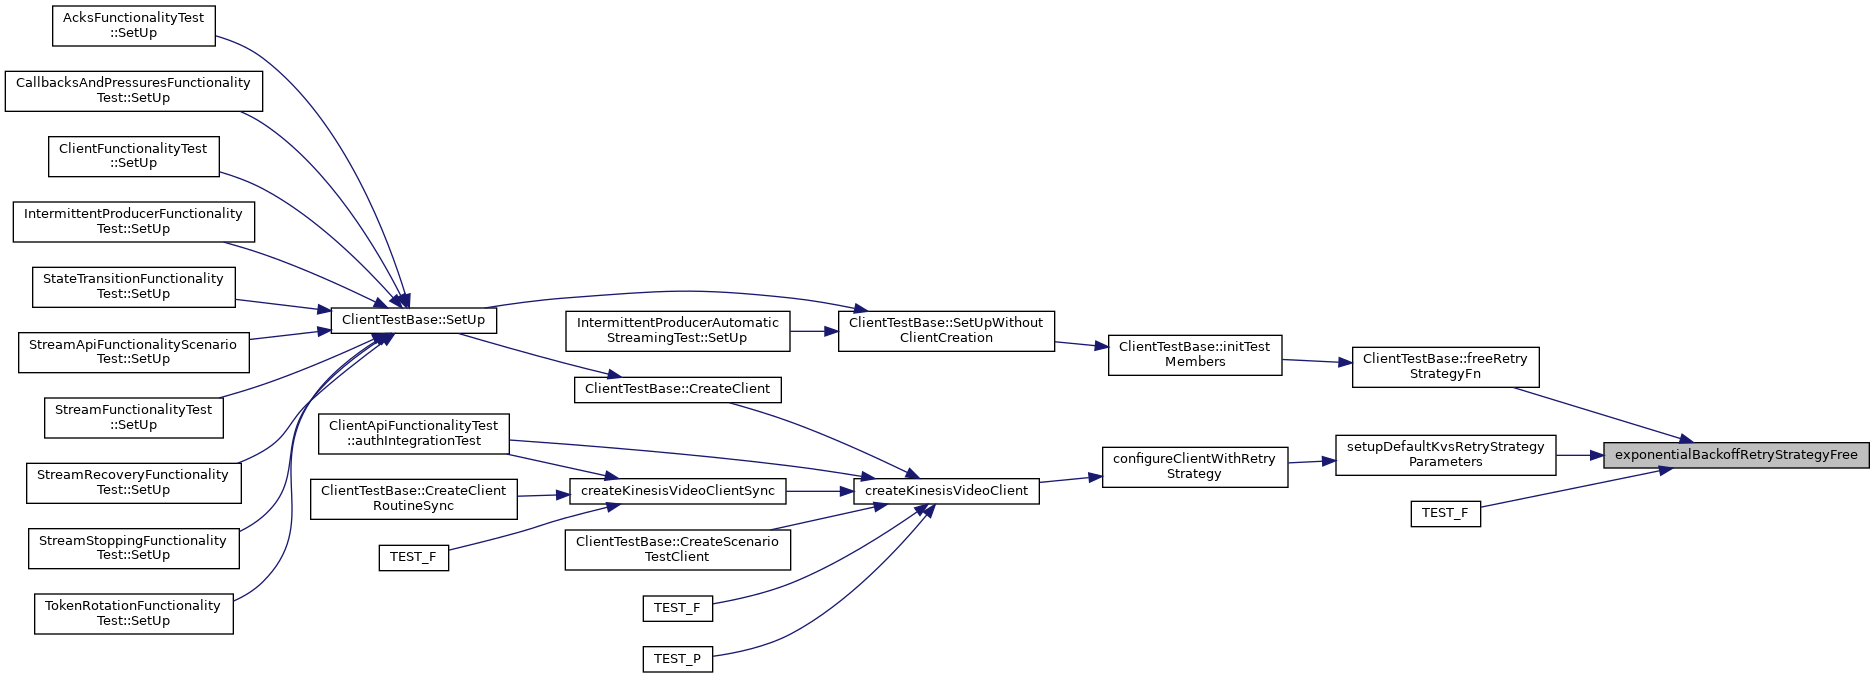 AcksFunctionalityTest
::SetUp
CallbacksAndPressuresFunctionality
Test::SetUp
ClientFunctionalityTest
::SetUp
IntermittentProducerFunctionality
Test::SetUp
StateTransitionFunctionality
Test::SetUp
StreamApiFunctionalityScenario
Test::SetUp
StreamFunctionalityTest
::SetUp
StreamRecoveryFunctionality
Test::SetUp
StreamStoppingFunctionality
Test::SetUp
TokenRotationFunctionality
Test::SetUp
ClientTestBase::SetUp
ClientApiFunctionalityTest
::authIntegrationTest
ClientTestBase::CreateClient
RoutineSync
TEST_F
IntermittentProducerAutomatic
StreamingTest::SetUp
ClientTestBase::CreateClient
createKinesisVideoClientSync
ClientTestBase::CreateScenario
TestClient
TEST_F
TEST_P
ClientTestBase::SetUpWithout
ClientCreation
createKinesisVideoClient
ClientTestBase::initTest
Members
configureClientWithRetry
Strategy
ClientTestBase::freeRetry
StrategyFn
setupDefaultKvsRetryStrategy
Parameters
TEST_F
exponentialBackoffRetryStrategyFree